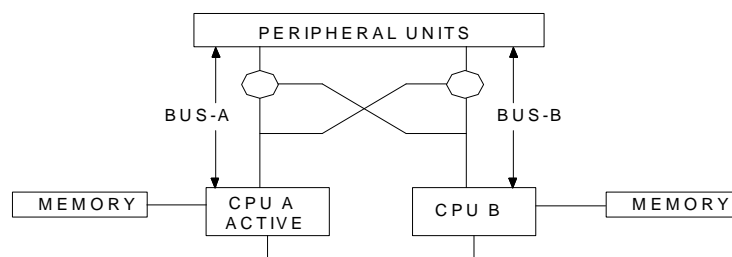 PERIPHERAL UNITS
BUS-A
BUS-B
MEMORY
CPU A
ACTIVE
CPU B
MEMORY